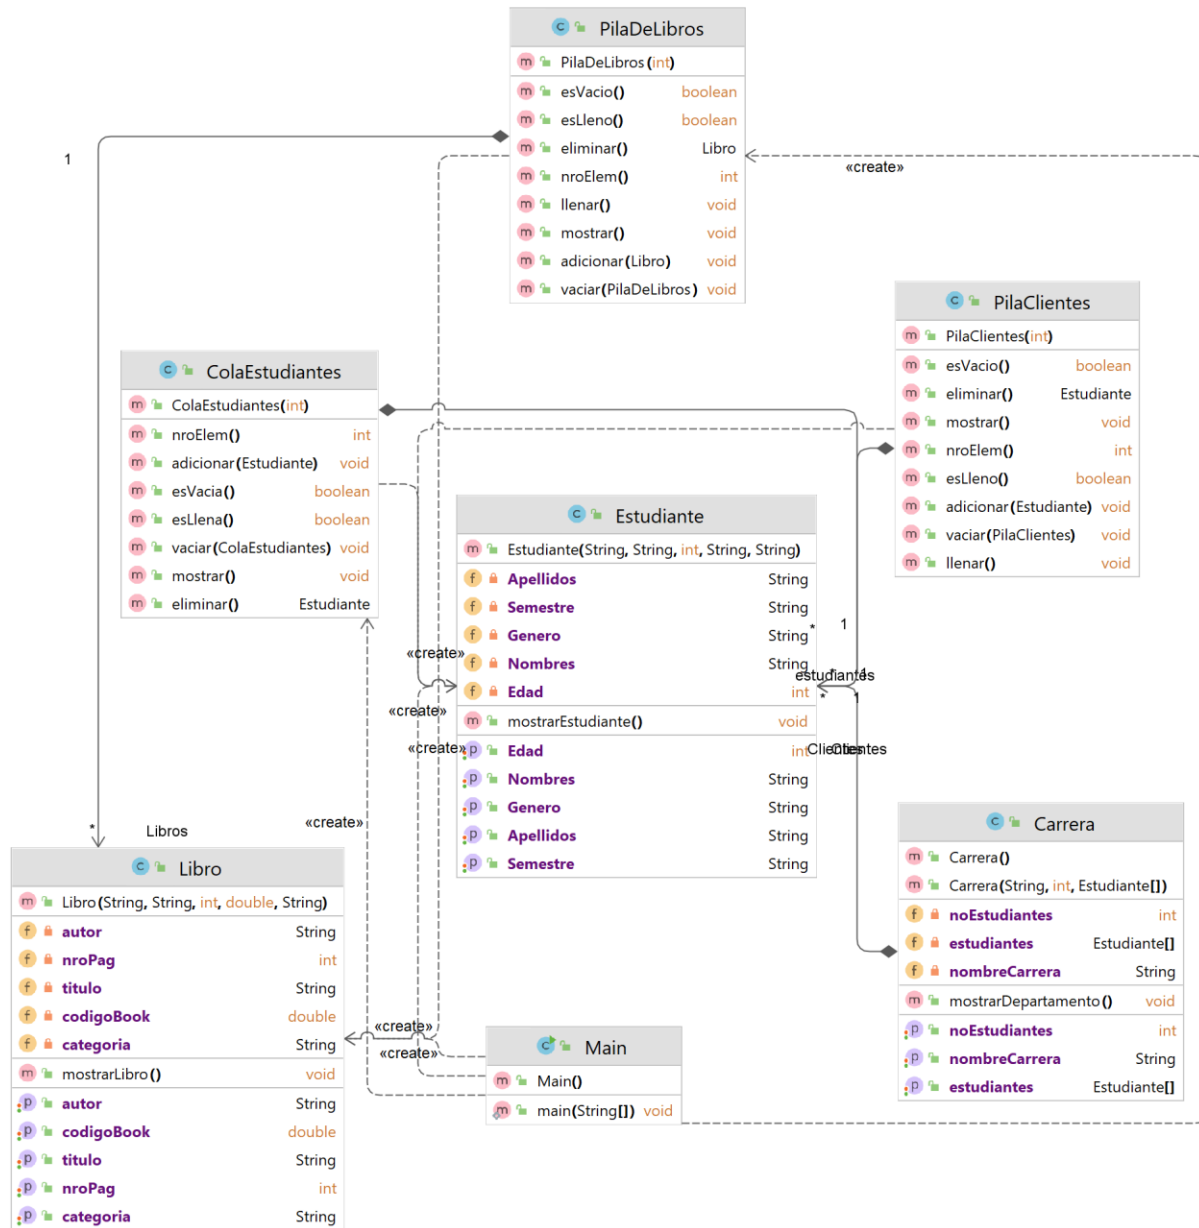 PilaDeLibros
PilaDeLibros(int)
esVacio() boolean
esLleno() boolean
eliminar() Libro
nroElem() int
llenar() void
mostrar() void
adicionar(Libro) void
vaciar(PilaDeLibros) void
1
«create»
PilaClientes
PilaClientes(int)
esVacio() boolean
eliminar() Estudiante
mostrar() void
nroElem() int
esLleno() boolean
adicionar(Estudiante) void
vaciar(PilaClientes) void
llenar() void
ColaEstudiantes
ColaEstudiantes(int)
nroElem() int
adicionar(Estudiante) void
esVacia() boolean
esLlena() boolean
vaciar(ColaEstudiantes) void
mostrar() void
eliminar() Estudiante
Estudiante
Estudiante(String, String, int, String, String)
Apellidos String
Semestre String
Genero String
Nombres String
Edad int
mostrarEstudiante() void
Edad int
Nombres String
Genero String
Apellidos String
Semestre String
* 1
«create»
* 1
estudiantes
«create»
* 1
«create»
Clientes
Clientes
«create»
* Libros
Libro
Libro(String, String, int, double, String)
autor String
nroPag int
titulo String
codigoBook double
categoria String
mostrarLibro() void
autor String
codigoBook double
titulo String
nroPag int
categoria String
«create»
«create»
Main
Main()
main(String[]) void
Carrera
Carrera()
Carrera(String, int, Estudiante[])
noEstudiantes int
estudiantes Estudiante[]
nombreCarrera String
mostrarDepartamento() void
noEstudiantes int
nombreCarrera String
estudiantes Estudiante[]